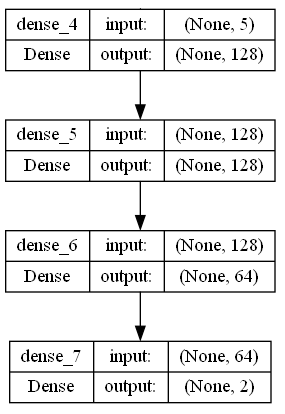 dense_4 input: (None, 5)
Dense output: (None, 128)
dense_5 input: (None, 128)
Dense output: (None, 128)
dense_6 input: (None, 128)
Dense output: (None, 64)
dense_7 input: (None, 64)
Dense output: (None, 2)